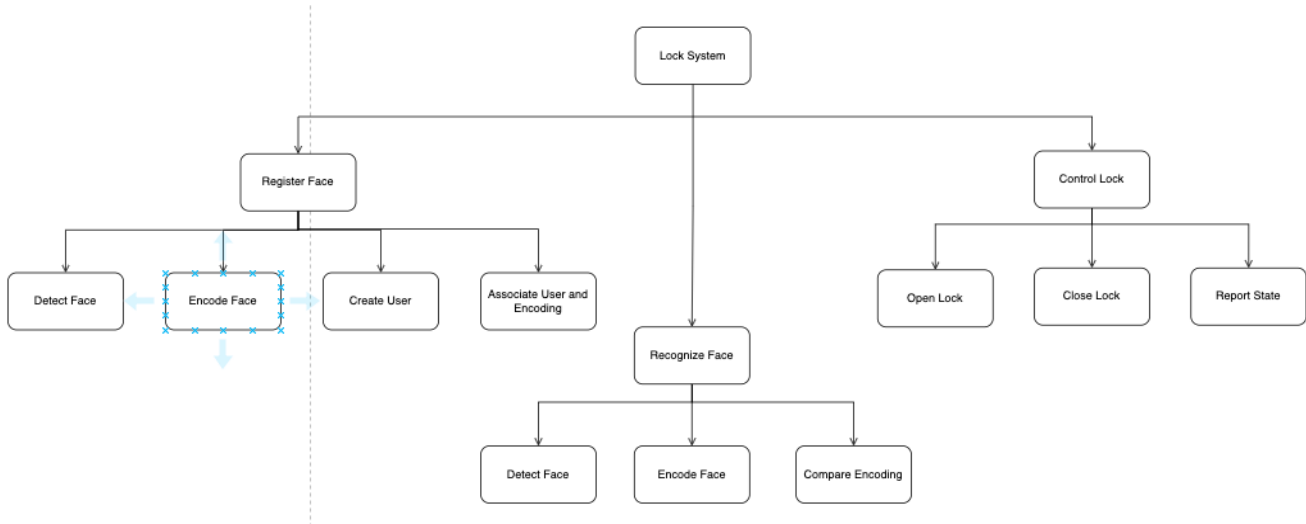 Lock System
Register Face
Control Lock
Detect Face
Encode Face
Create User
Associate User and
Encoding
Open Lock
Close Lock
Report State
Recognize Face
Detect Face
Encode Face
Compare Encoding